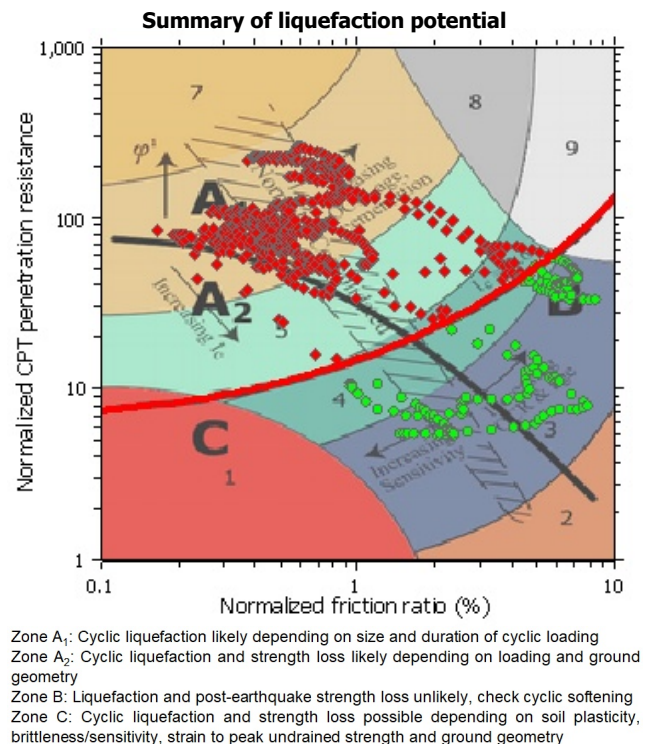 Summary of liquefaction potential
1,000
7
8
9
φ'
100
A
A2
B
Increasing Ic
5
10
4
3
C
1
Increasing
Sensitivity
2
1
0.1
1
10
Normalized CPT penetration resistance
Normalized friction ratio (%)
Zone A1: Cyclic liquefaction likely depending on size and duration of cyclic loading
Zone A2: Cyclic liquefaction and strength loss likely depending on loading and ground
geometry
Zone B: Liquefaction and post-earthquake strength loss unlikely, check cyclic softening
Zone C: Cyclic liquefaction and strength loss possible depending on soil plasticity,
brittleness/sensitivity, strain to peak undrained strength and ground geometry